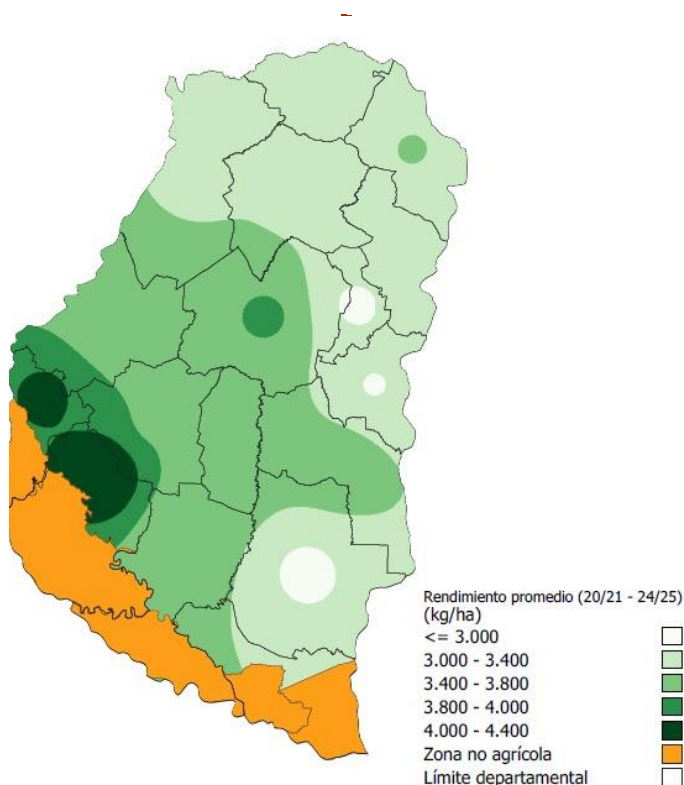 Rendimiento promedio (20/21 - 24/25)
(kg/ha)
<= 3.000
3.000 - 3.400
3.400 - 3.800
3.800 - 4.000
4.000 - 4.400
Zona no agrícola
Límite departamental